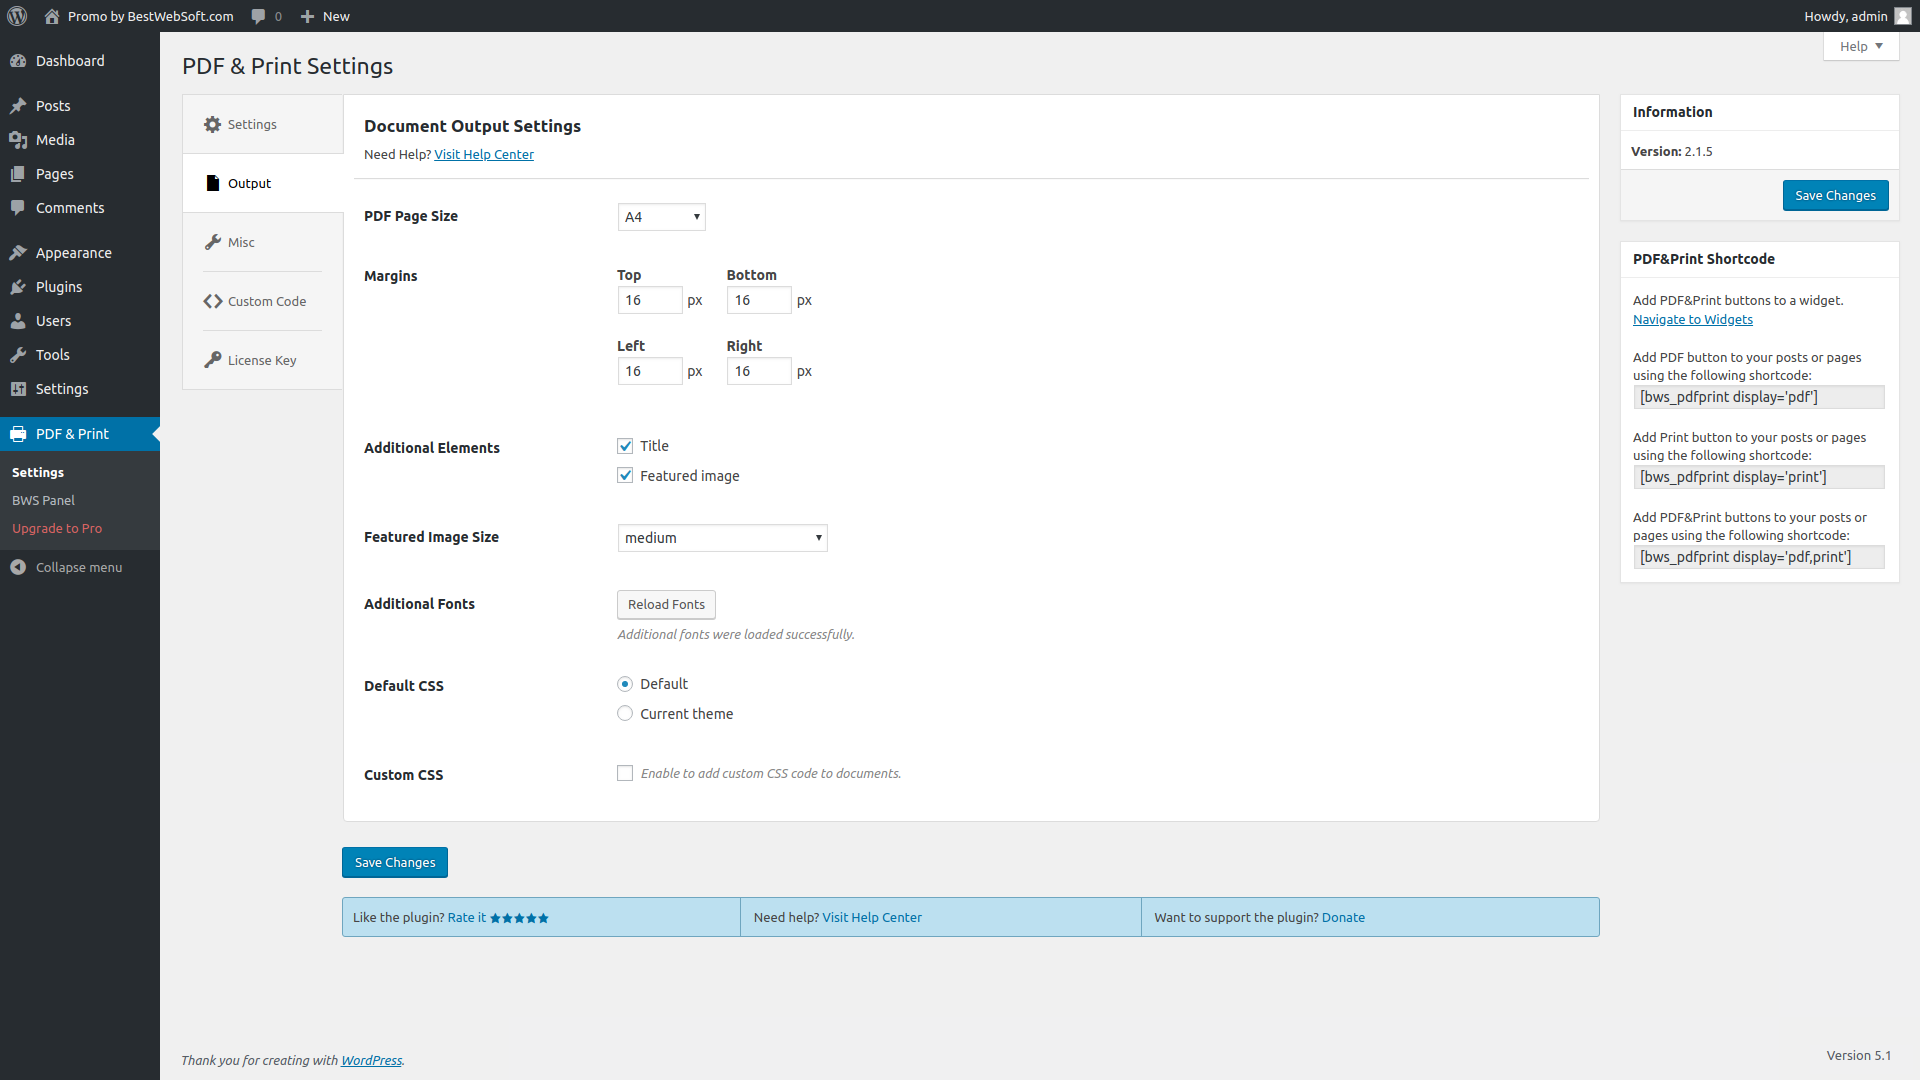 Promo by BestWebSoft.com
0
New
Howdy, admin
Dashboard
Posts
Media
Pages
Comments
Appearance
Plugins
Users
Tools
Settings
PDF & Print
Settings
BWS Panel
Upgrade to Pro
Collapse menu
Help
PDF & Print Settings
Settings
Output
Misc
Custom Code
License Key
Document Output Settings
Need Help? Visit Help Center
PDF Page Size
A4
Margins
Top
Bottom
16 px
16 px
Left
Right
16 px
16 px
Additional Elements
Title
Featured image
Featured Image Size
medium
Additional Fonts
Reload Fonts
Additional fonts were loaded successfully.
Default CSS
Default
Current theme
Custom CSS
Enable to add custom CSS code to documents.
Save Changes
Like the plugin? Rate it
Need help? Visit Help Center
Want to support the plugin? Donate
Information
Version: 2.1.5
Save Changes
PDF&Print Shortcode
Add PDF&Print buttons to a widget.
Navigate to Widgets
Add PDF button to your posts or pages
using the following shortcode:
[bws_pdfprint display='pdf']
Add Print button to your posts or pages
using the following shortcode:
[bws_pdfprint display='print']
Add PDF&Print buttons to your posts or
pages using the following shortcode:
[bws_pdfprint display='pdf,print']
Thank you for creating with WordPress.
Version 5.1